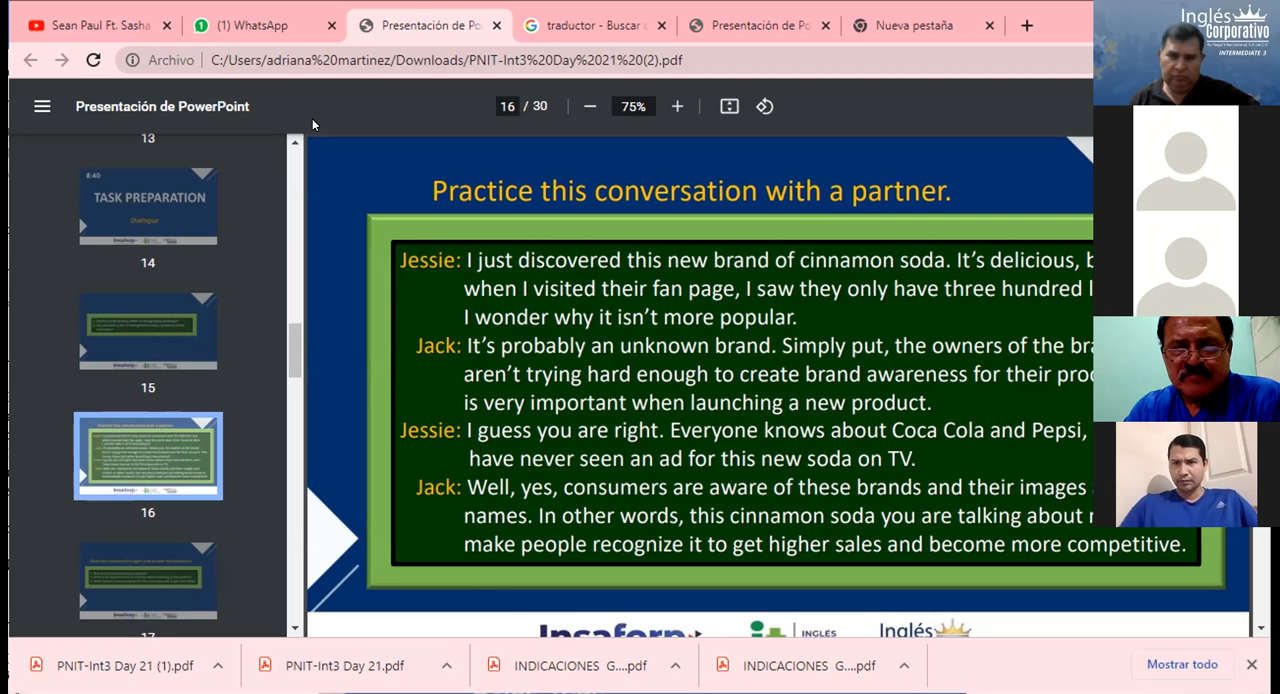 Sean Paul Ft. Sasha
(1) WhatsApp
Presentación de Po
traductor - Buscar
Presentación de P
Nueva pestaña
Archivo
C:/Users/adriana%20martinez/Downloads/PNIT-Int3%20Day%2021%20(2).pdf
Presentación de PowerPoint
16 / 30
75%
13
8:40
TASK PREPARATION
Dialogue
14
15
16
17
Practice this conversation with a partner.
Jessie: I just discovered this new brand of cinnamon soda. It's delicious, b
when I visited their fan page, I saw they only have three hundred l
I wonder why it isn't more popular.
Jack: It's probably an unknown brand. Simply put, the owners of the bra
aren't trying hard enough to create brand awareness for their pro
is very important when launching a new product.
Jessie: I guess you are right. Everyone knows about Coca Cola and Pepsi,
have never seen an ad for this new soda on TV.
Jack: Well, yes, consumers are aware of these brands and their images
names. In other words, this cinnamon soda you are talking about
make people recognize it to get higher sales and become more competitive.
Insaforp
INGLÉS
Inglés
Inglés
Corporativo
INTERMEDIATE 3
PNIT-Int3 Day 21 (1).pdf
PNIT-Int3 Day 21.pdf
INDICACIONES G....pdf
INDICACIONES G....pdf
Mostrar todo